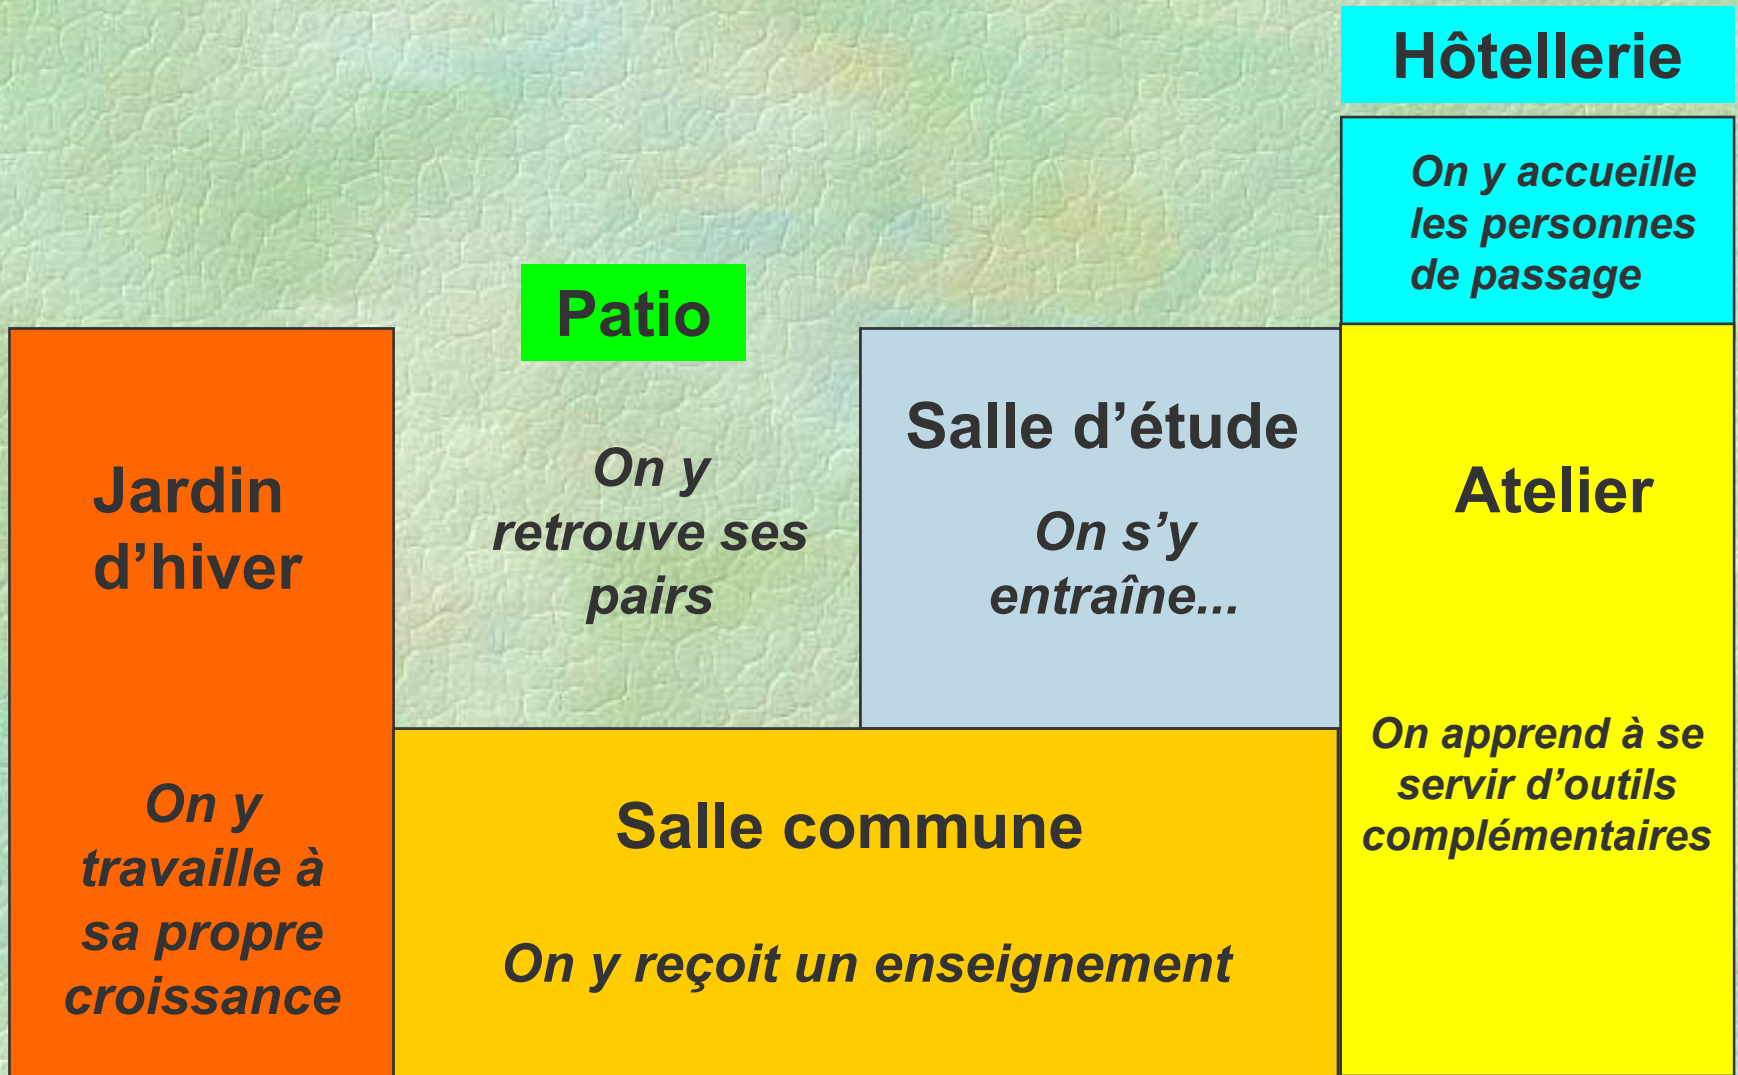 Hôtellerie
On y accueille
les personnes
de passage
Patio
On y
retrouve ses
pairs
Salle d’étude
On s’y
entraîne...
Jardin
d’hiver
On y
travaille à
sa propre
croissance
Atelier
On apprend à se
servir d’outils
complémentaires
Salle commune
On y reçoit un enseignement